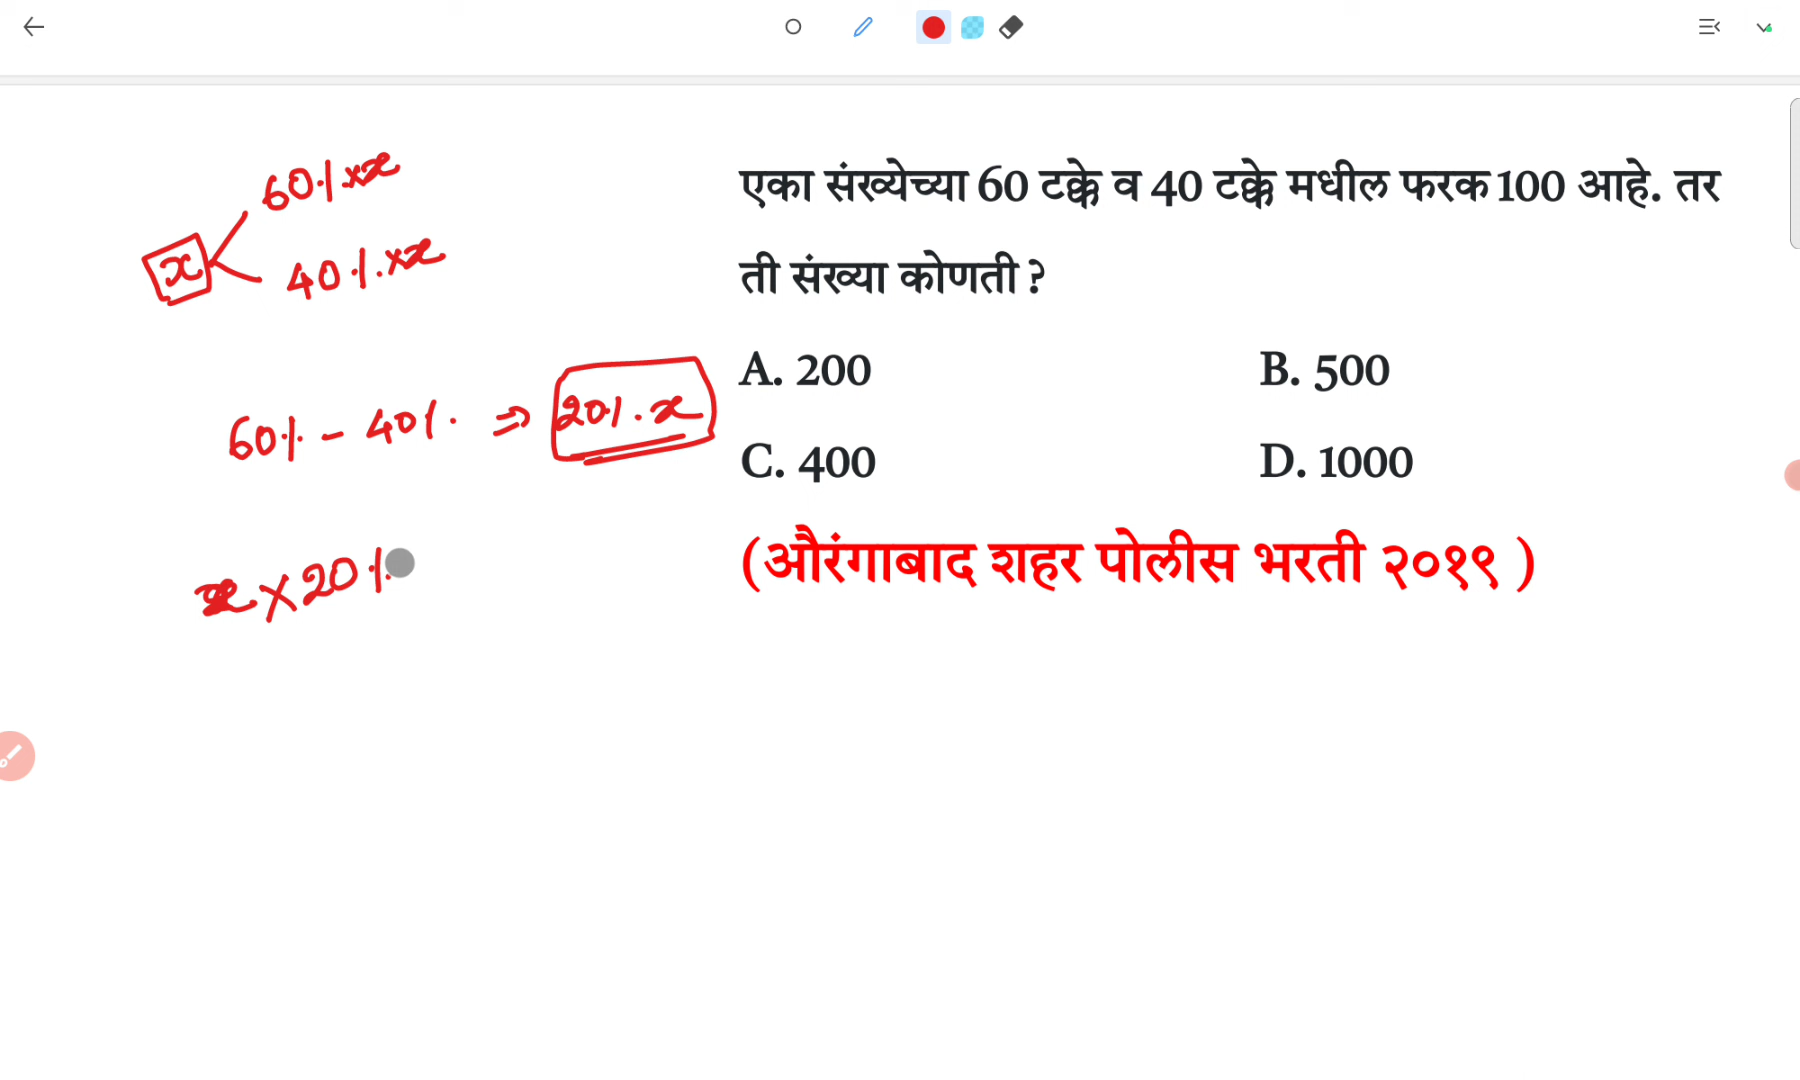 60% × x
x
40% × x
60% - 40% ⇒ 20% . x
x × 20%
एका संख्येच्या 60 टक्के व 40 टक्के मधील फरक 100 आहे. तर
ती संख्या कोणती ?
A. 200 B. 500
C. 400 D. 1000
(औरंगाबाद शहर पोलीस भरती २०१९ )